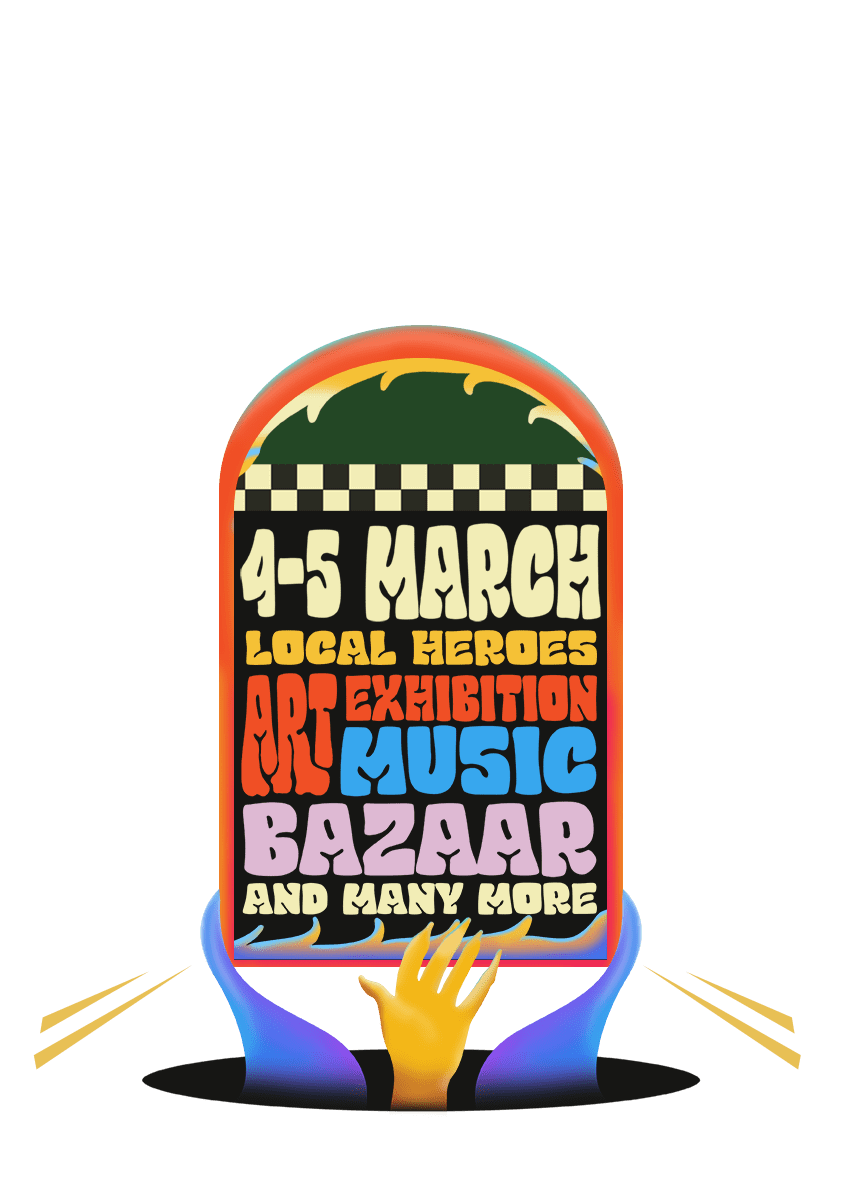 4-5 MARCH
LOCAL HEROES
ART EXHIBITION
MUSIC
BAZAAR
AND MANY MORE